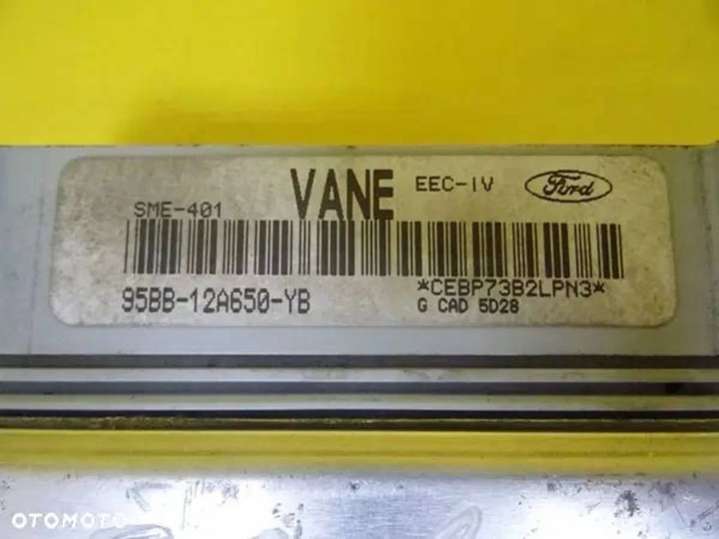 VANE EEC-IV Ford
SME-401
*CEBP73B2LPN3*
95BB-12A650-YB
G CAD 5D28
OTOMOTO